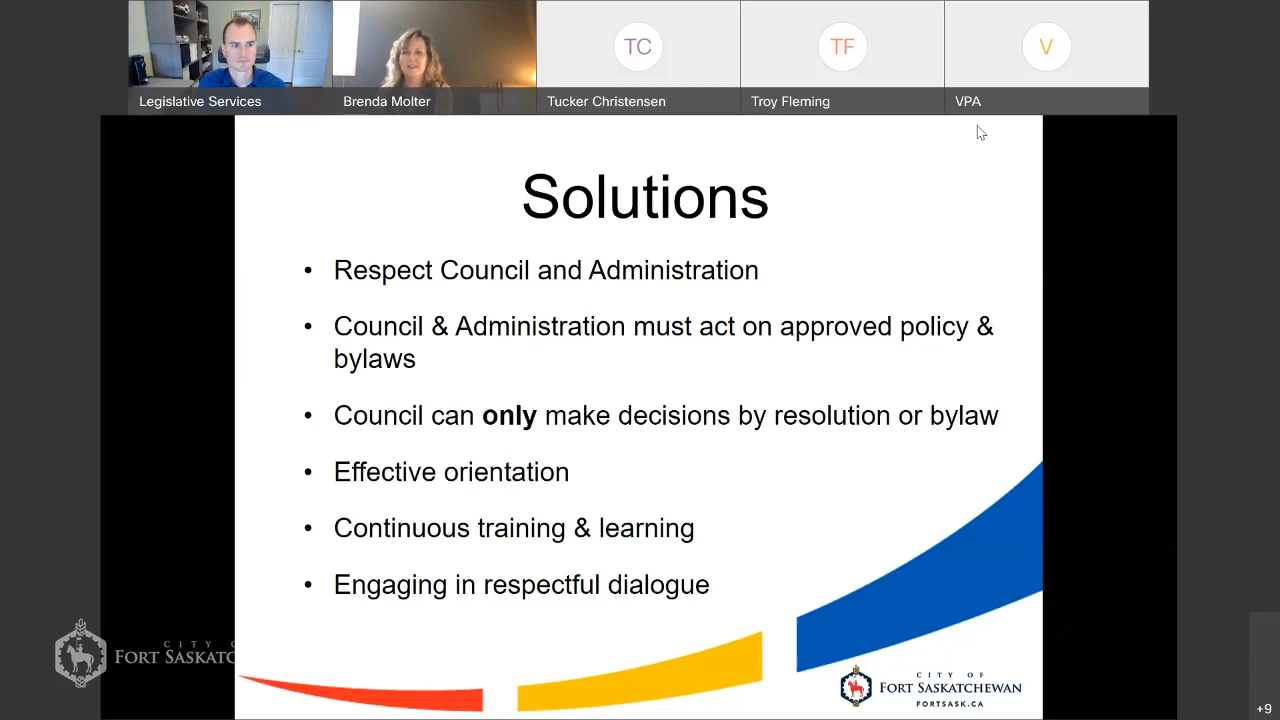 TC
TF
V
Legislative Services
Brenda Molter
Tucker Christensen
Troy Fleming
VPA
Solutions
• Respect Council and Administration
• Council & Administration must act on approved policy &
bylaws
• Council can only make decisions by resolution or bylaw
• Effective orientation
• Continuous training & learning
• Engaging in respectful dialogue
CITY O
FORT SASKATC
CITY OF
FORT SASKATCHEWAN
FORTSASK.CA
+9